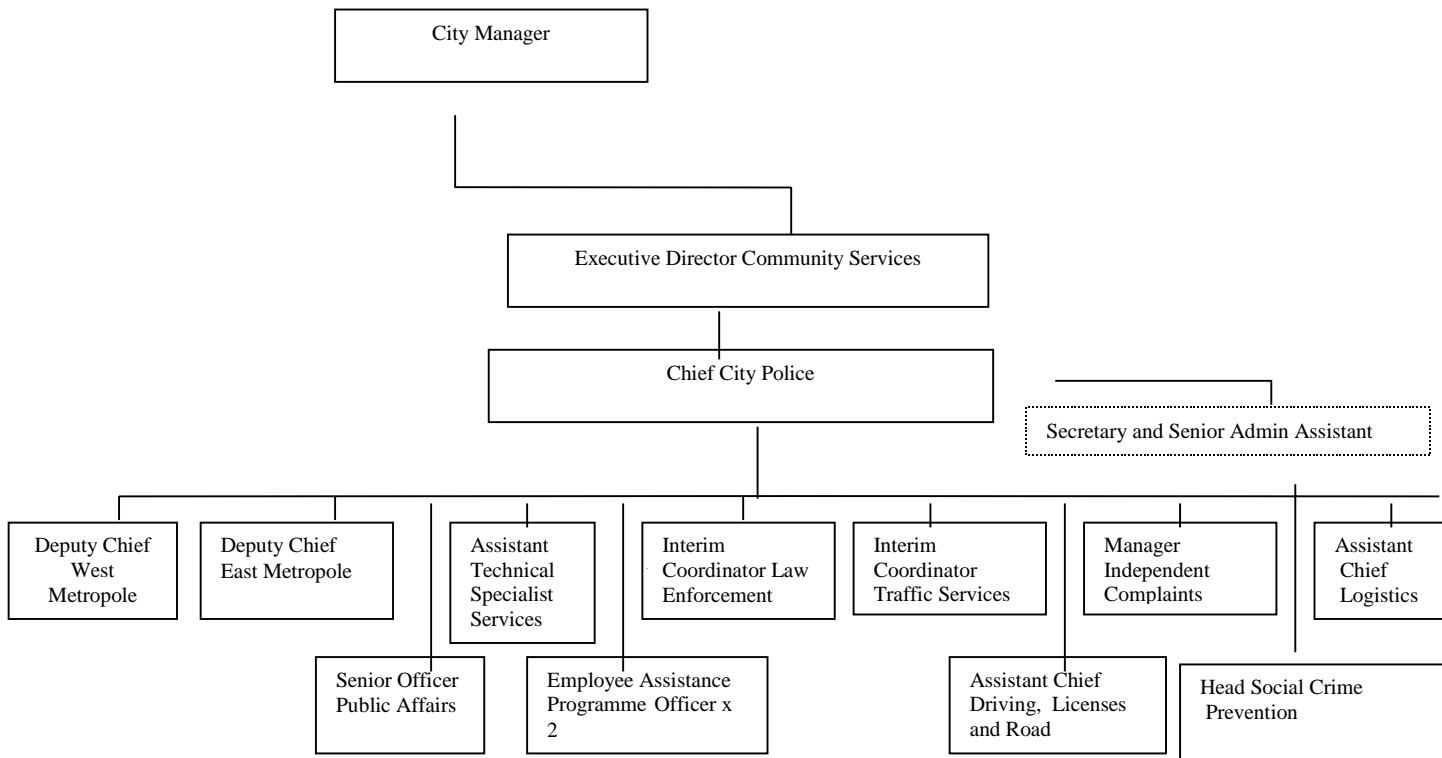 City Manager
Executive Director Community Services
Chief City Police
Secretary and Senior Admin Assistant
Deputy Chief
West
Metropole
Deputy Chief
East Metropole
Assistant
Technical
Specialist
Services
Interim
Coordinator Law
Enforcement
Interim
Coordinator
Traffic Services
Manager
Independent
Complaints
Assistant
Chief
Logistics
Senior Officer
Public Affairs
Employee Assistance
Programme Officer x
2
Assistant Chief
Driving, Licenses
and Road
Head Social Crime
Prevention